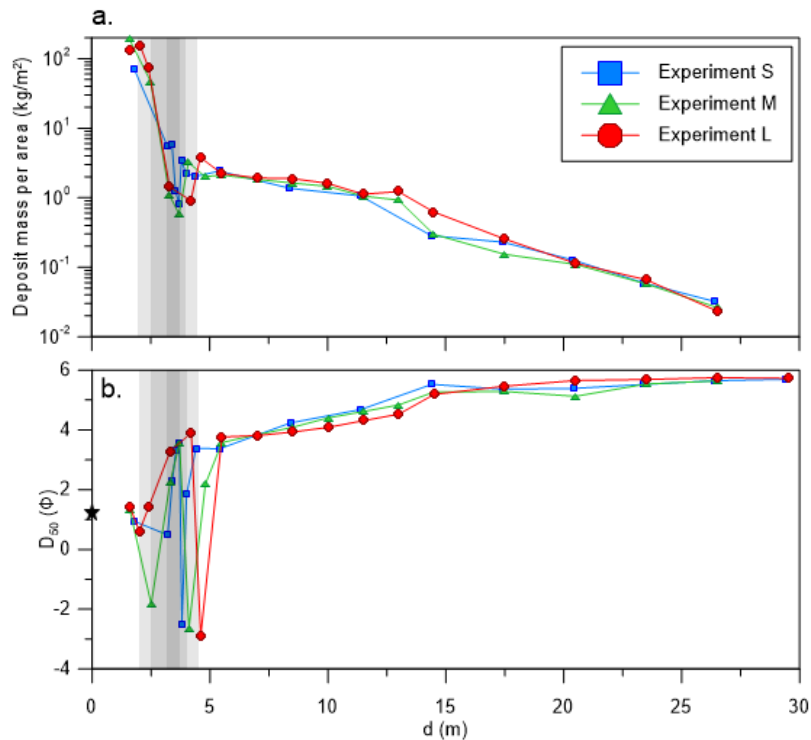 a.
Deposit mass per area (kg/m²)
10²
10¹
10⁰
10⁻¹
10⁻²
Experiment S
Experiment M
Experiment L
b.
D₅₀ (Φ)
6
4
2
0
-2
-4
0 5 10 15 20 25 30
d (m)